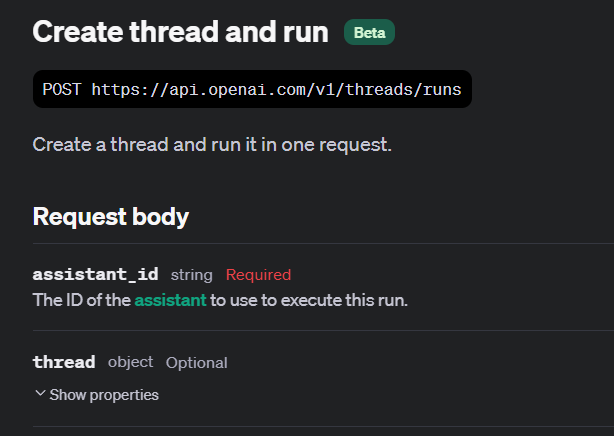 Create thread and run Beta
POST https://api.openai.com/v1/threads/runs
Create a thread and run it in one request.
Request body
assistant_id string Required
The ID of the assistant to use to execute this run.
thread object Optional
Show properties